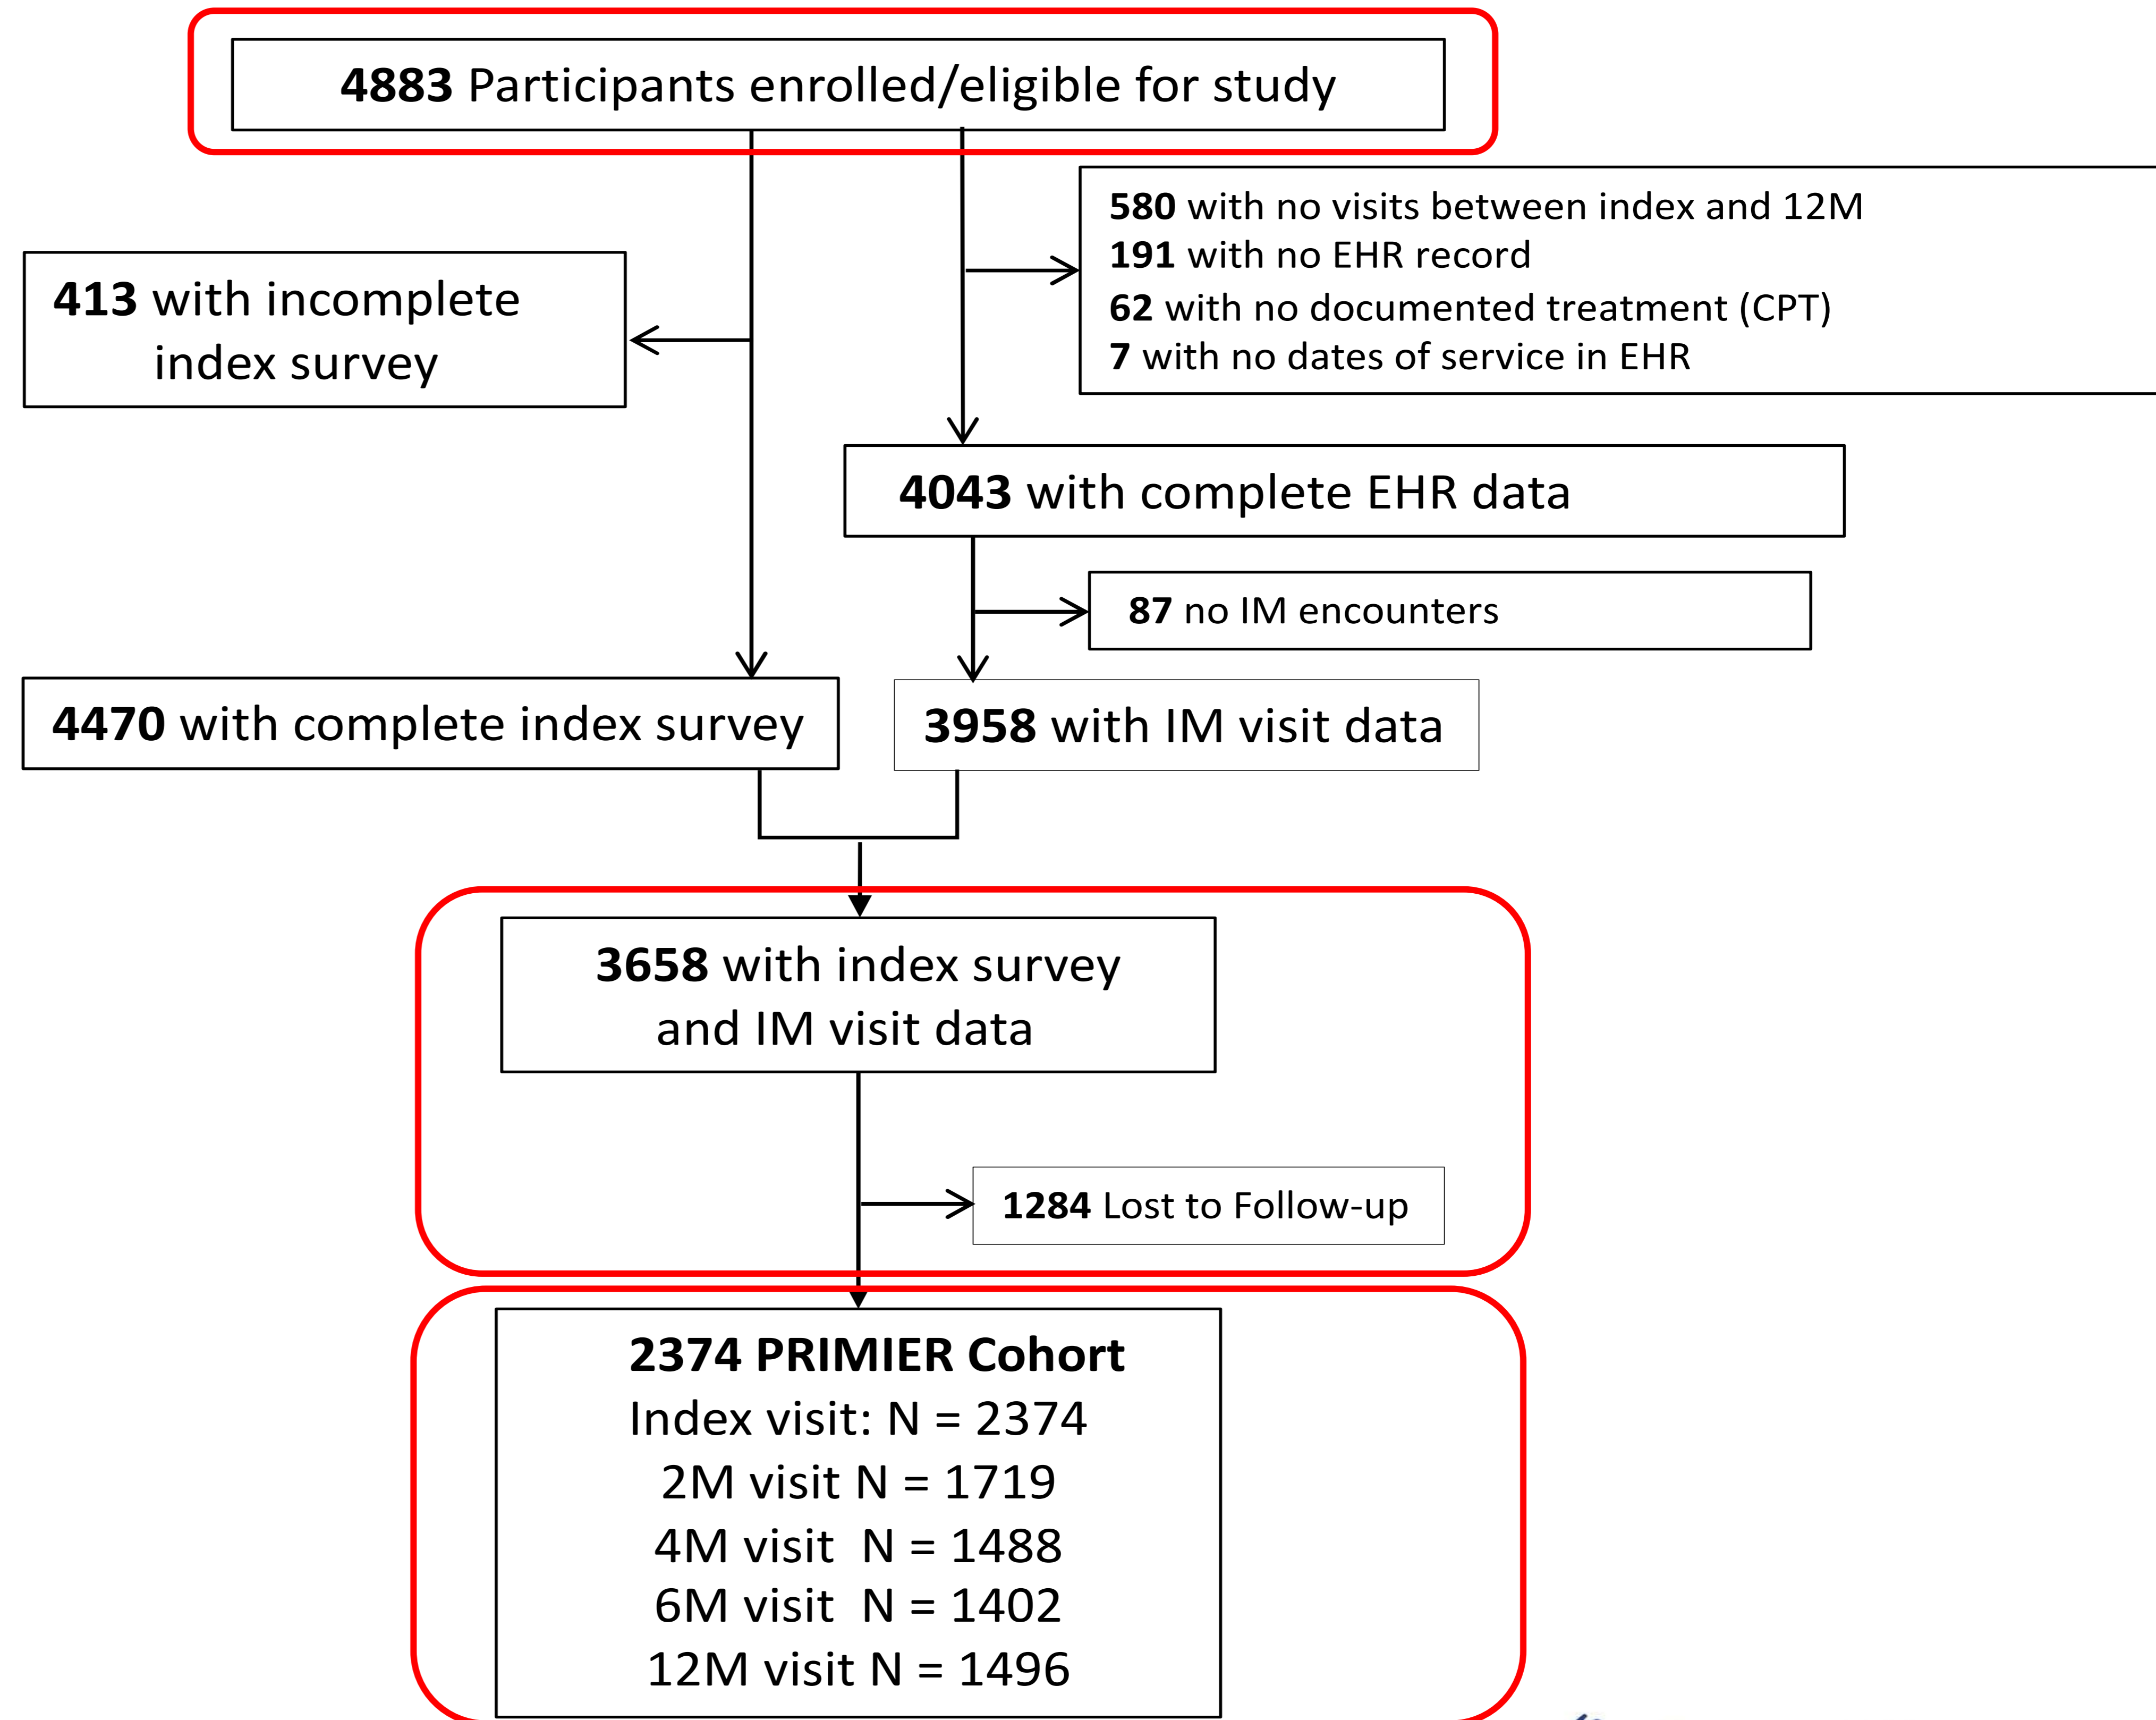 4883 Participants enrolled/eligible for study
580 with no visits between index and 12M
191 with no EHR record
62 with no documented treatment (CPT)
7 with no dates of service in EHR
413 with incomplete
index survey
4043 with complete EHR data
87 no IM encounters
4470 with complete index survey
3958 with IM visit data
3658 with index survey
and IM visit data
1284 Lost to Follow-up
2374 PRIMIER Cohort
Index visit: N = 2374
2M visit N = 1719
4M visit N = 1488
6M visit N = 1402
12M visit N = 1496